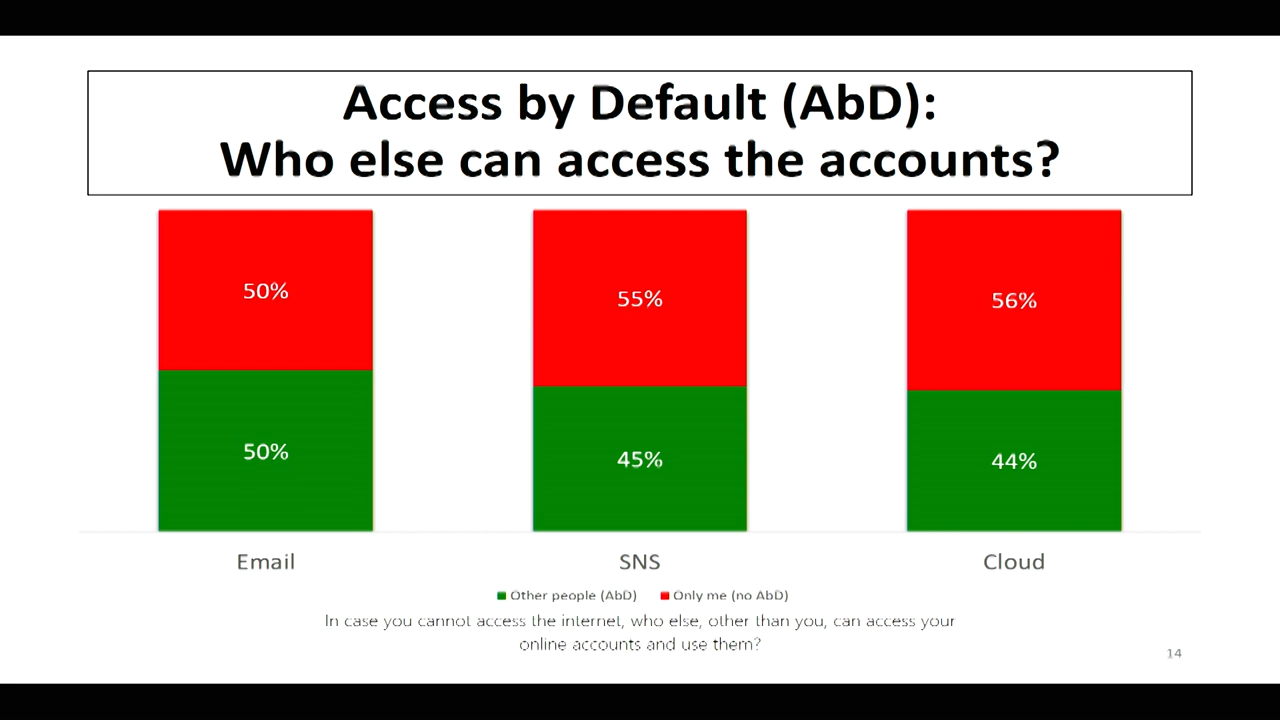 Access by Default (AbD):
Who else can access the accounts?
50%
55%
56%
50%
45%
44%
Email
SNS
Cloud
Other people (AbD)
Only me (no AbD)
In case you cannot access the internet, who else, other than you, can access your
online accounts and use them?
14